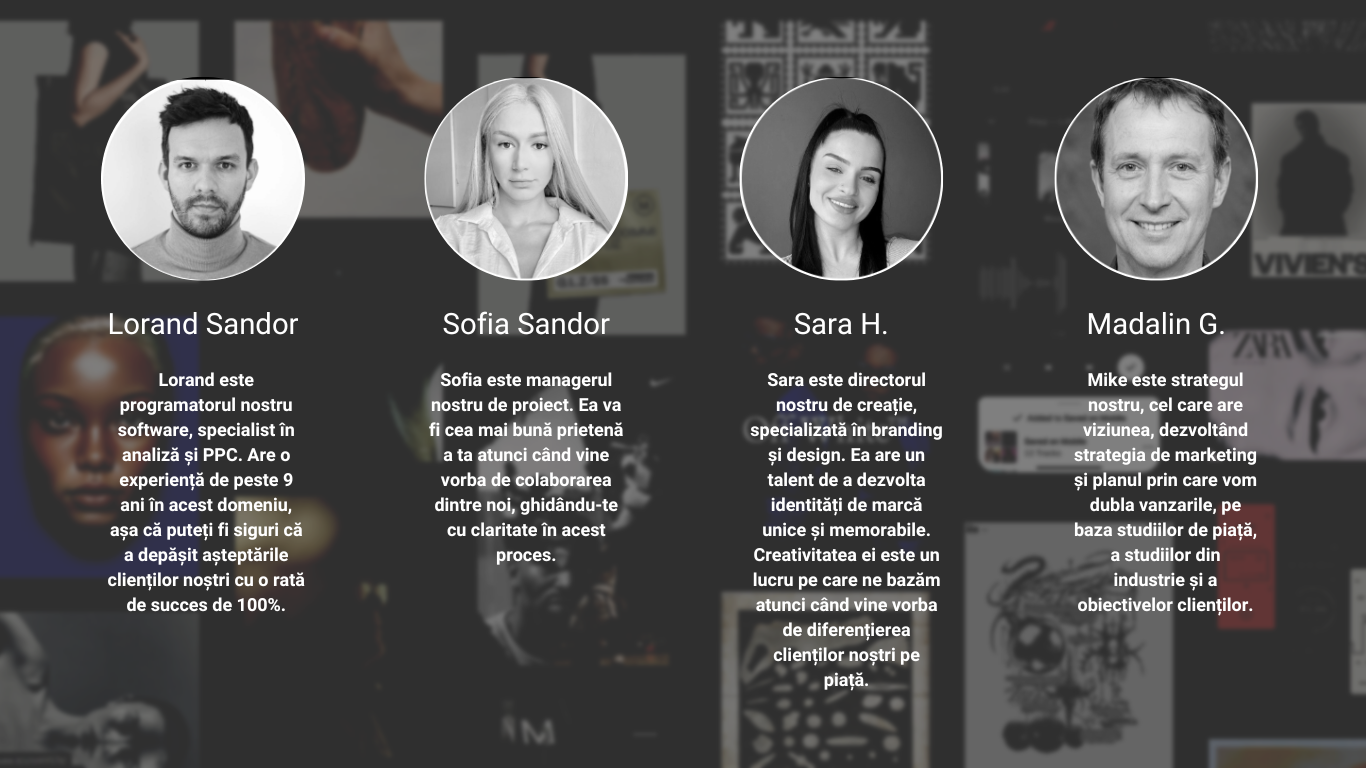 Lorand Sandor
Lorand este
programatorul nostru
software, specialist în
analiză și PPC. Are o
experiență de peste 9
ani în acest domeniu,
așa că puteți fi siguri că
a depășit așteptările
clienților noștri cu o rată
de succes de 100%.
Sofia Sandor
Sofia este managerul
nostru de proiect. Ea va
fi cea mai bună prietenă
a ta atunci când vine
vorba de colaborarea
dintre noi, ghidându-te
cu claritate în acest
proces.
Sara H.
Sara este directorul
nostru de creație,
specializată în branding
și design. Ea are un
talent de a dezvolta
identități de marcă
unice și memorabile.
Creativitatea ei este un
lucru pe care ne bazăm
atunci când vine vorba
de diferențierea
clienților noștri pe
piață.
Madalin G.
Mike este strategul
nostru, cel care are
viziunea, dezvoltând
strategia de marketing
și planul prin care vom
dubla vanzarile, pe
baza studiilor de piață,
a studiilor din
industrie și a
obiectivelor clienților.
VIVIEN'S